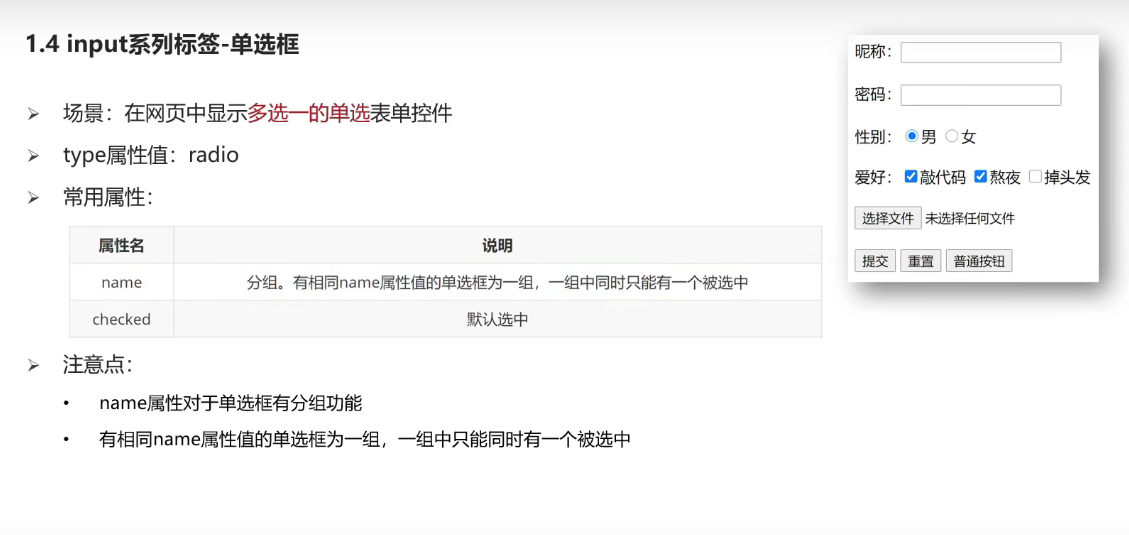 1.4 input系列标签-单选框
场景：在网页中显示多选一的单选表单控件
type属性值：radio
常用属性：
属性名 说明
name 分组。有相同name属性值的单选框为一组，一组中同时只能有一个被选中
checked 默认选中
注意点：
name属性对于单选框有分组功能
有相同name属性值的单选框为一组，一组中只能同时有一个被选中
昵称：
密码：
性别： 男 女
爱好： 敲代码 熬夜 掉头发
选择文件 未选择任何文件
提交 重置 普通按钮